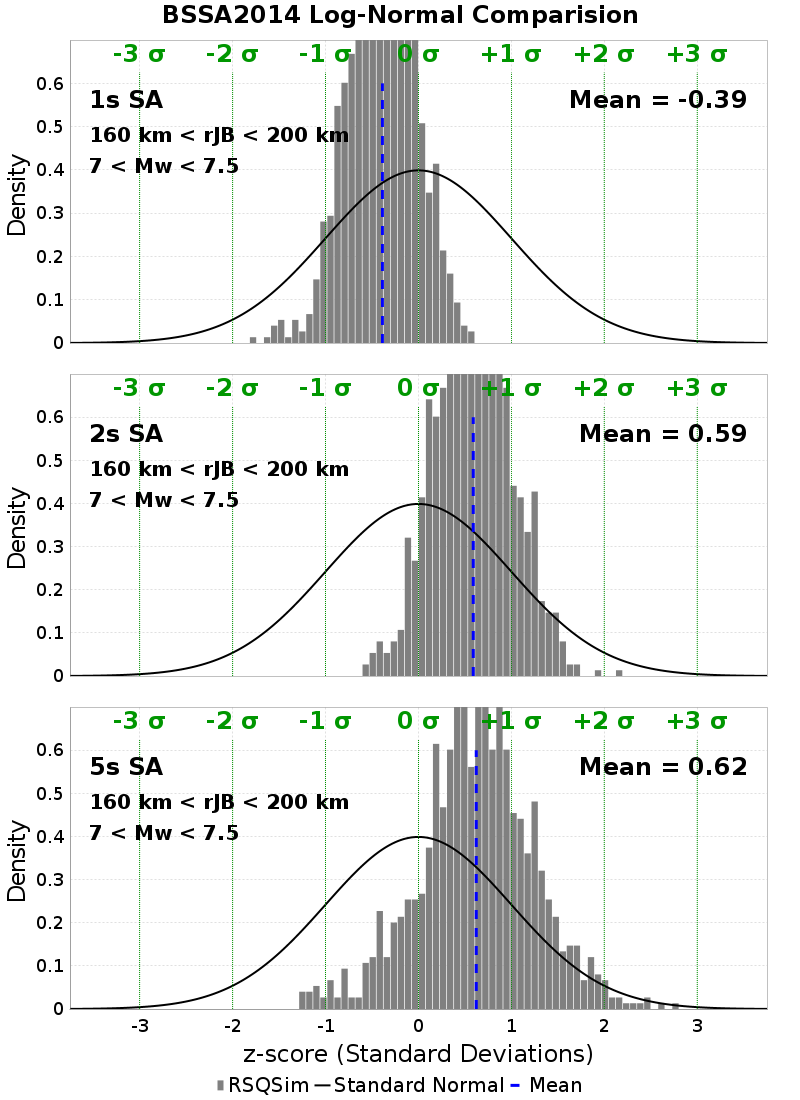 BSSA2014 Log-Normal Comparision
-3 σ -2 σ -1 σ 0 σ +1 σ +2 σ +3 σ
1s SA
Mean = -0.39
160 km < rJB < 200 km
7 < Mw < 7.5
Density
0.6
0.5
0.4
0.3
0.2
0.1
0
-3 σ -2 σ -1 σ 0 σ +1 σ +2 σ +3 σ
2s SA
Mean = 0.59
160 km < rJB < 200 km
7 < Mw < 7.5
Density
0.6
0.5
0.4
0.3
0.2
0.1
0
-3 σ -2 σ -1 σ 0 σ +1 σ +2 σ +3 σ
5s SA
Mean = 0.62
160 km < rJB < 200 km
7 < Mw < 7.5
Density
0.6
0.5
0.4
0.3
0.2
0.1
0
-3 -2 -1 0 1 2 3
z-score (Standard Deviations)
RSQSim Standard Normal Mean